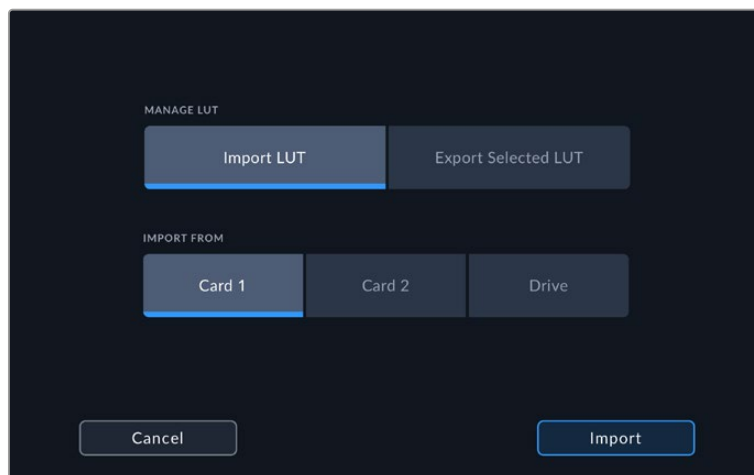 MANAGE LUT
Import LUT Export Selected LUT
IMPORT FROM
Card 1 Card 2 Drive
Cancel Import